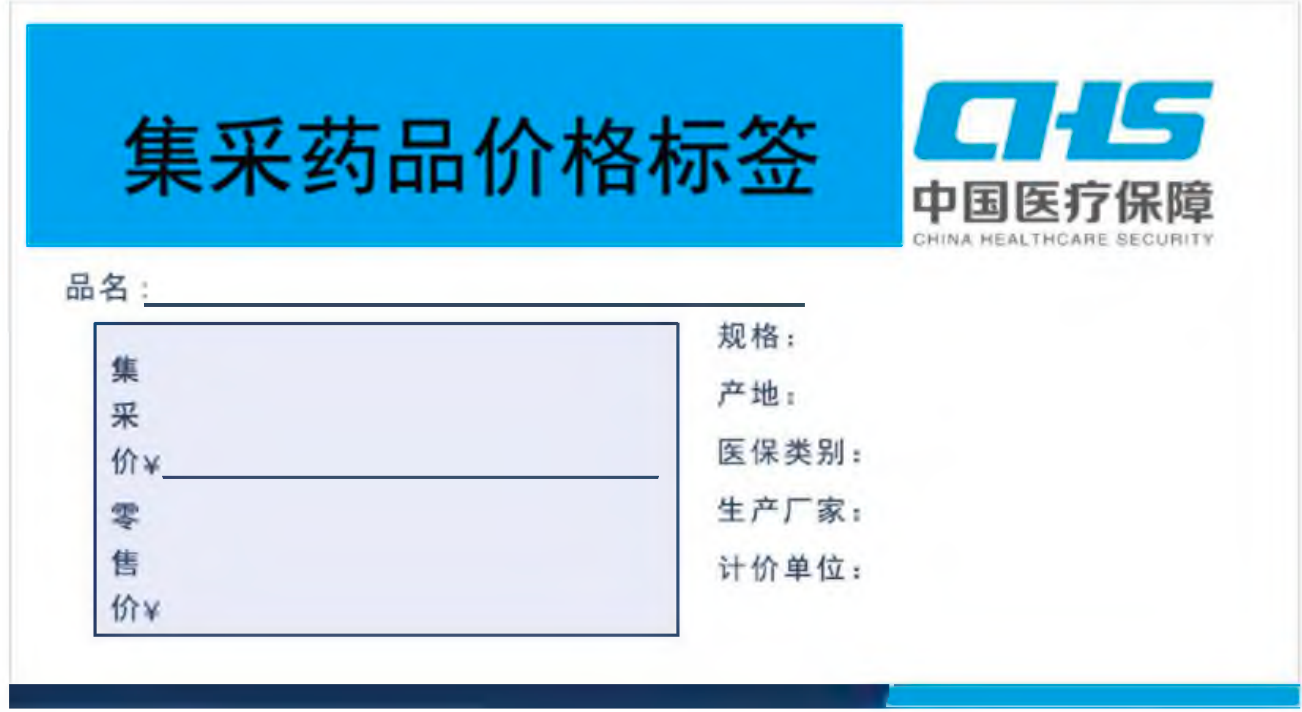 集采药品价格标签
CHS
中国医疗保障
CHINA HEALTHCARE SECURITY
品名：
集
采
价¥
零
售
价¥
规格：
产地：
医保类别：
生产厂家：
计价单位：